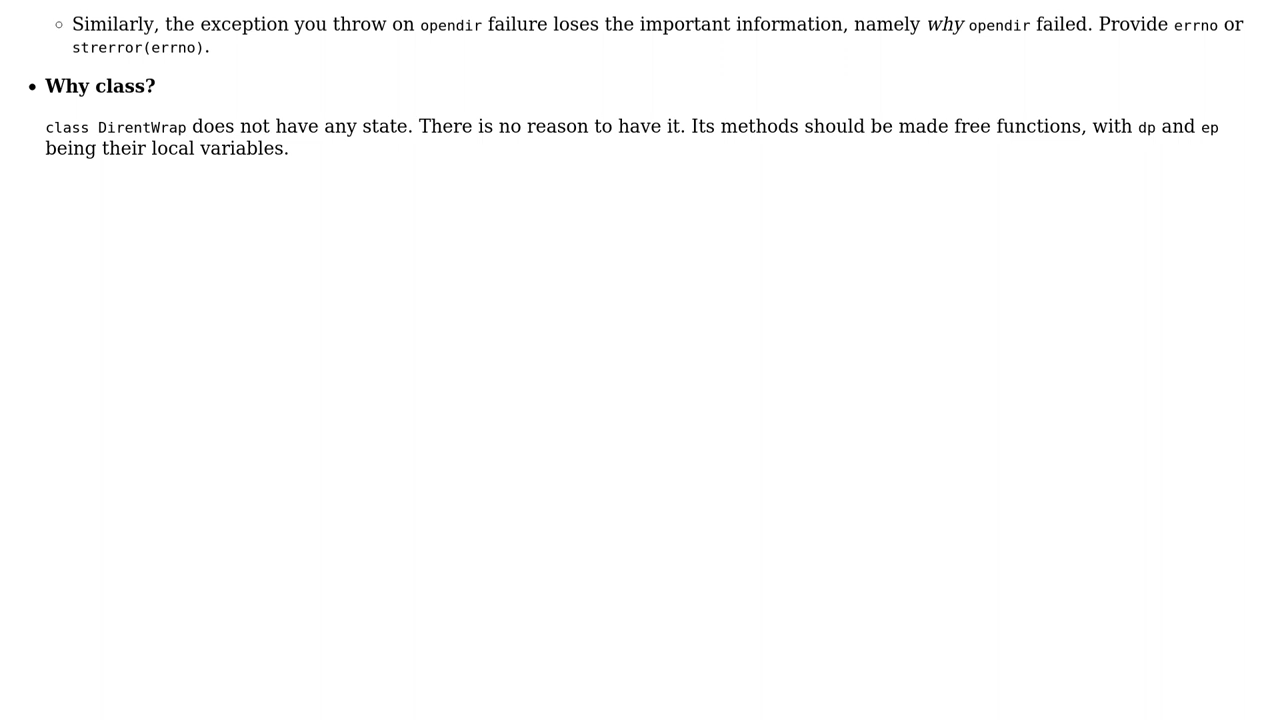 Similarly, the exception you throw on opendir failure loses the important information, namely why opendir failed. Provide errno or
strerror(errno).
Why class?
class DirentWrap does not have any state. There is no reason to have it. Its methods should be made free functions, with dp and ep
being their local variables.